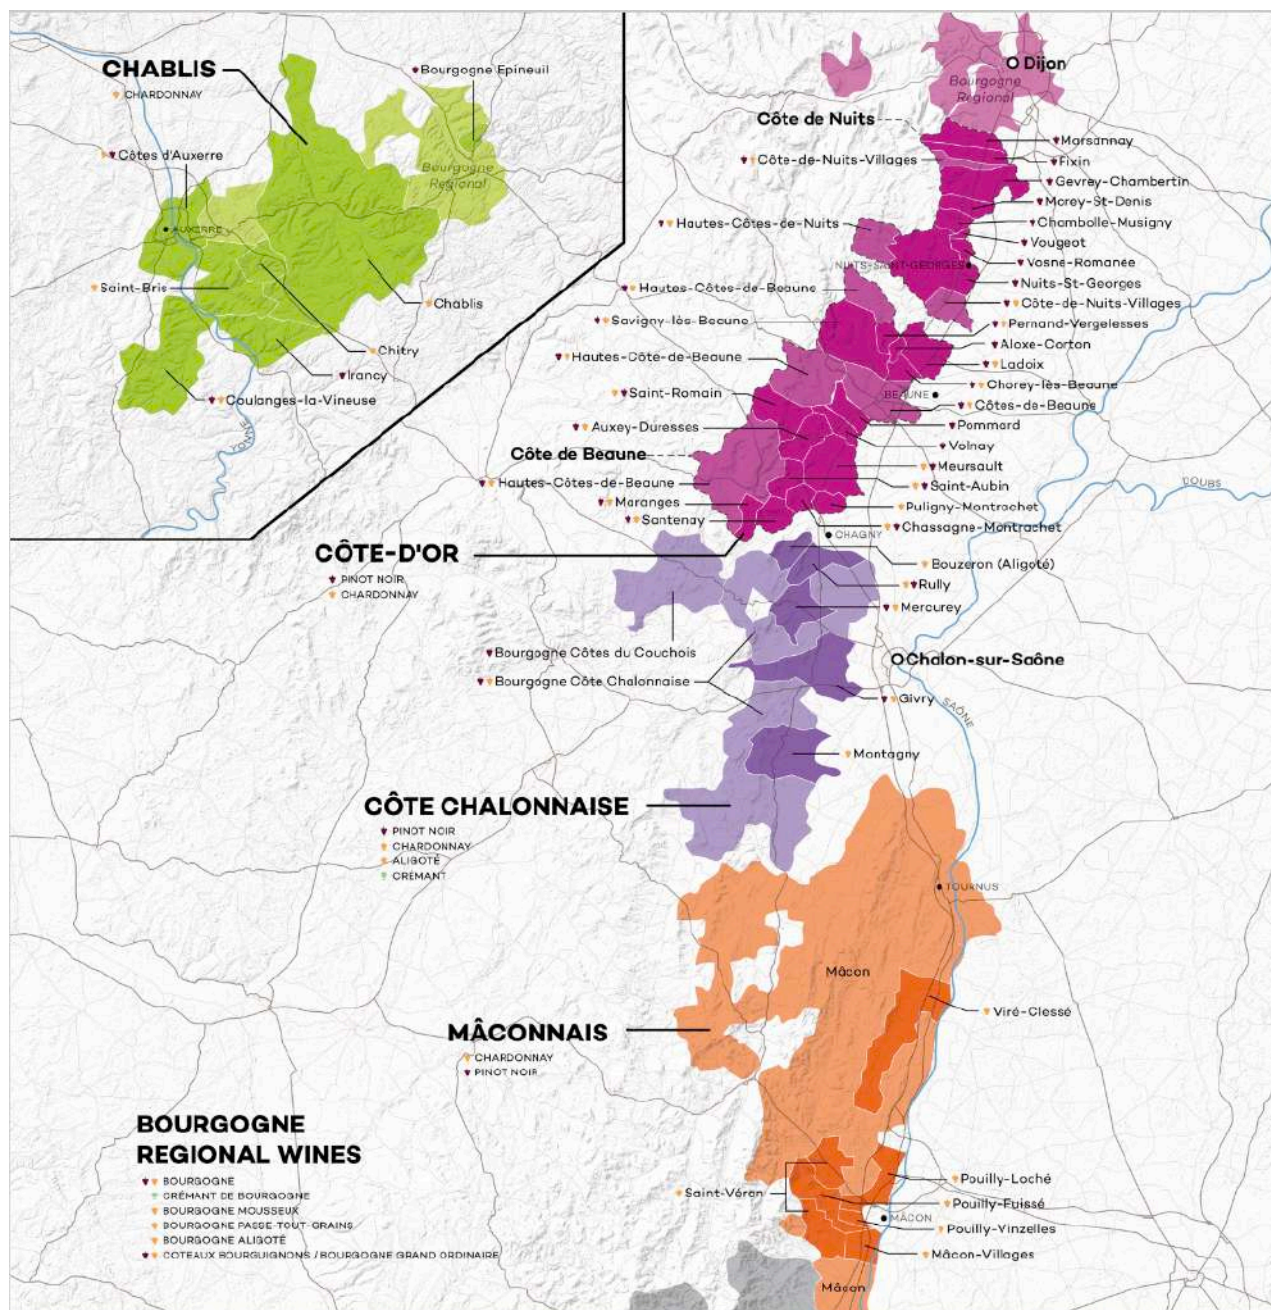 CHABLIS
CHARDONNAY
Bourgogne Epineuil
Côtes d'Auxerre
Bourgogne
Regional
AUXERRE
Saint-Bris
Chablis
Chitry
Irancy
Coulanges-la-Vineuse
YONNE
Dijon
Bourgogne
Regional
Côte de Nuits
Marsannay
Côte-de-Nuits-Villages
Fixin
Gevrey-Chambertin
Morey-St-Denis
Hautes-Côtes-de-Nuits
Chambolle-Musigny
Vougeot
NUITS-SAINT-GEORGES
Vosne-Romanée
Nuits-St-Georges
Hautes-Côtes-de-Beaune
Côte-de-Nuits-Villages
Savigny-lès-Beaune
Pernand-Vergelesses
Aloxe-Corton
Hautes-Côte-de-Beaune
Ladoix
Chorey-lès-Beaune
Saint-Romain
BEAUNE
Côtes-de-Beaune
Auxey-Duresses
Pommard
Volnay
Côte de Beaune
Meursault
Hautes-Côtes-de-Beaune
Saint-Aubin
DOUBS
Maranges
Puligny-Montrachet
Santenay
Chassagne-Montrachet
CHAGNY
CÔTE-D'OR
PINOT NOIR
CHARDONNAY
Bouzeron (Aligoté)
Rully
Mercurey
Bourgogne Côtes du Couchois
Chalon-sur-Saône
Bourgogne Côte Chalonnaise
Givry
SAÔNE
Montagny
CÔTE CHALONNAISE
PINOT NOIR
CHARDONNAY
ALIGOTÉ
CRÉMANT
TOURNUS
Mâcon
Viré-Clessé
MÂCONNAIS
CHARDONNAY
PINOT NOIR
BOURGOGNE
REGIONAL WINES
BOURGOGNE
CRÉMANT DE BOURGOGNE
BOURGOGNE MOUSSEUX
BOURGOGNE PASSE-TOUT-GRAINS
BOURGOGNE ALIGOTÉ
COTEAUX BOURGUIGNONS / BOURGOGNE GRAND ORDINAIRE
Pouilly-Loché
Saint-Véran
Pouilly-Fuissé
MÂCON
Pouilly-Vinzelles
Mâcon-Villages
Mâcon